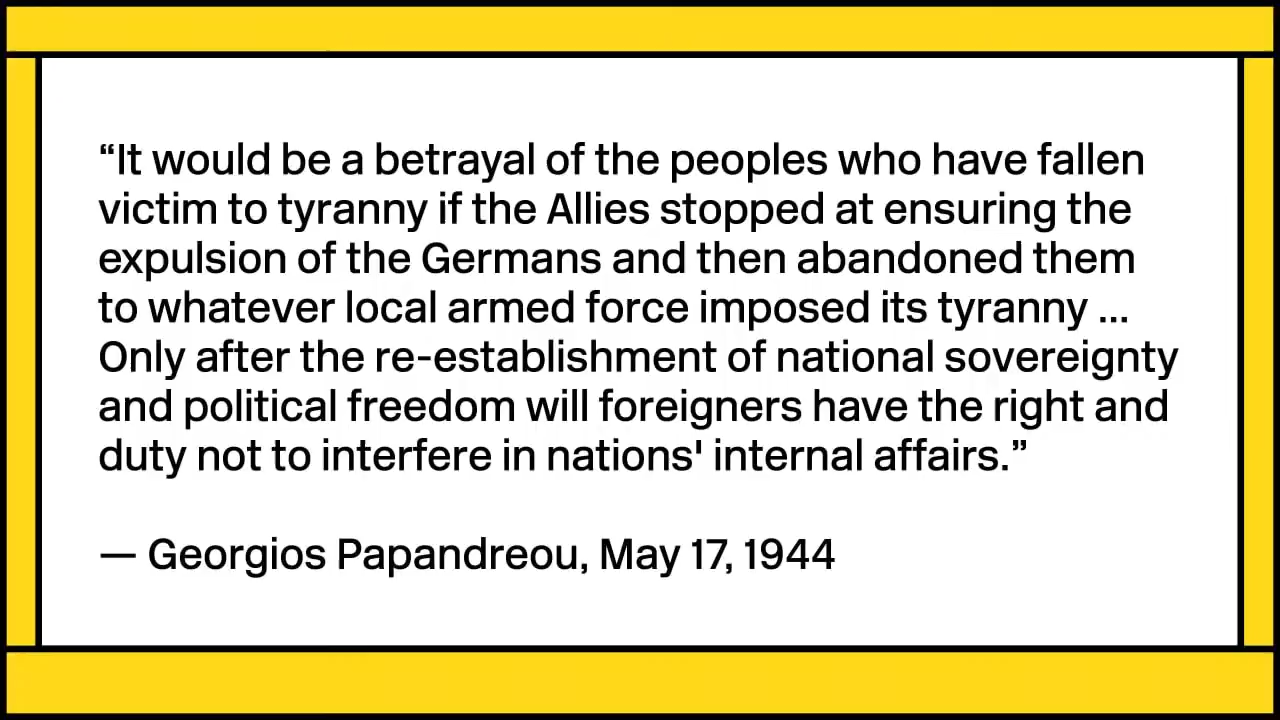 “It would be a betrayal of the peoples who have fallen
victim to tyranny if the Allies stopped at ensuring the
expulsion of the Germans and then abandoned them
to whatever local armed force imposed its tyranny ...
Only after the re-establishment of national sovereignty
and political freedom will foreigners have the right and
duty not to interfere in nations' internal affairs.”
— Georgios Papandreou, May 17, 1944